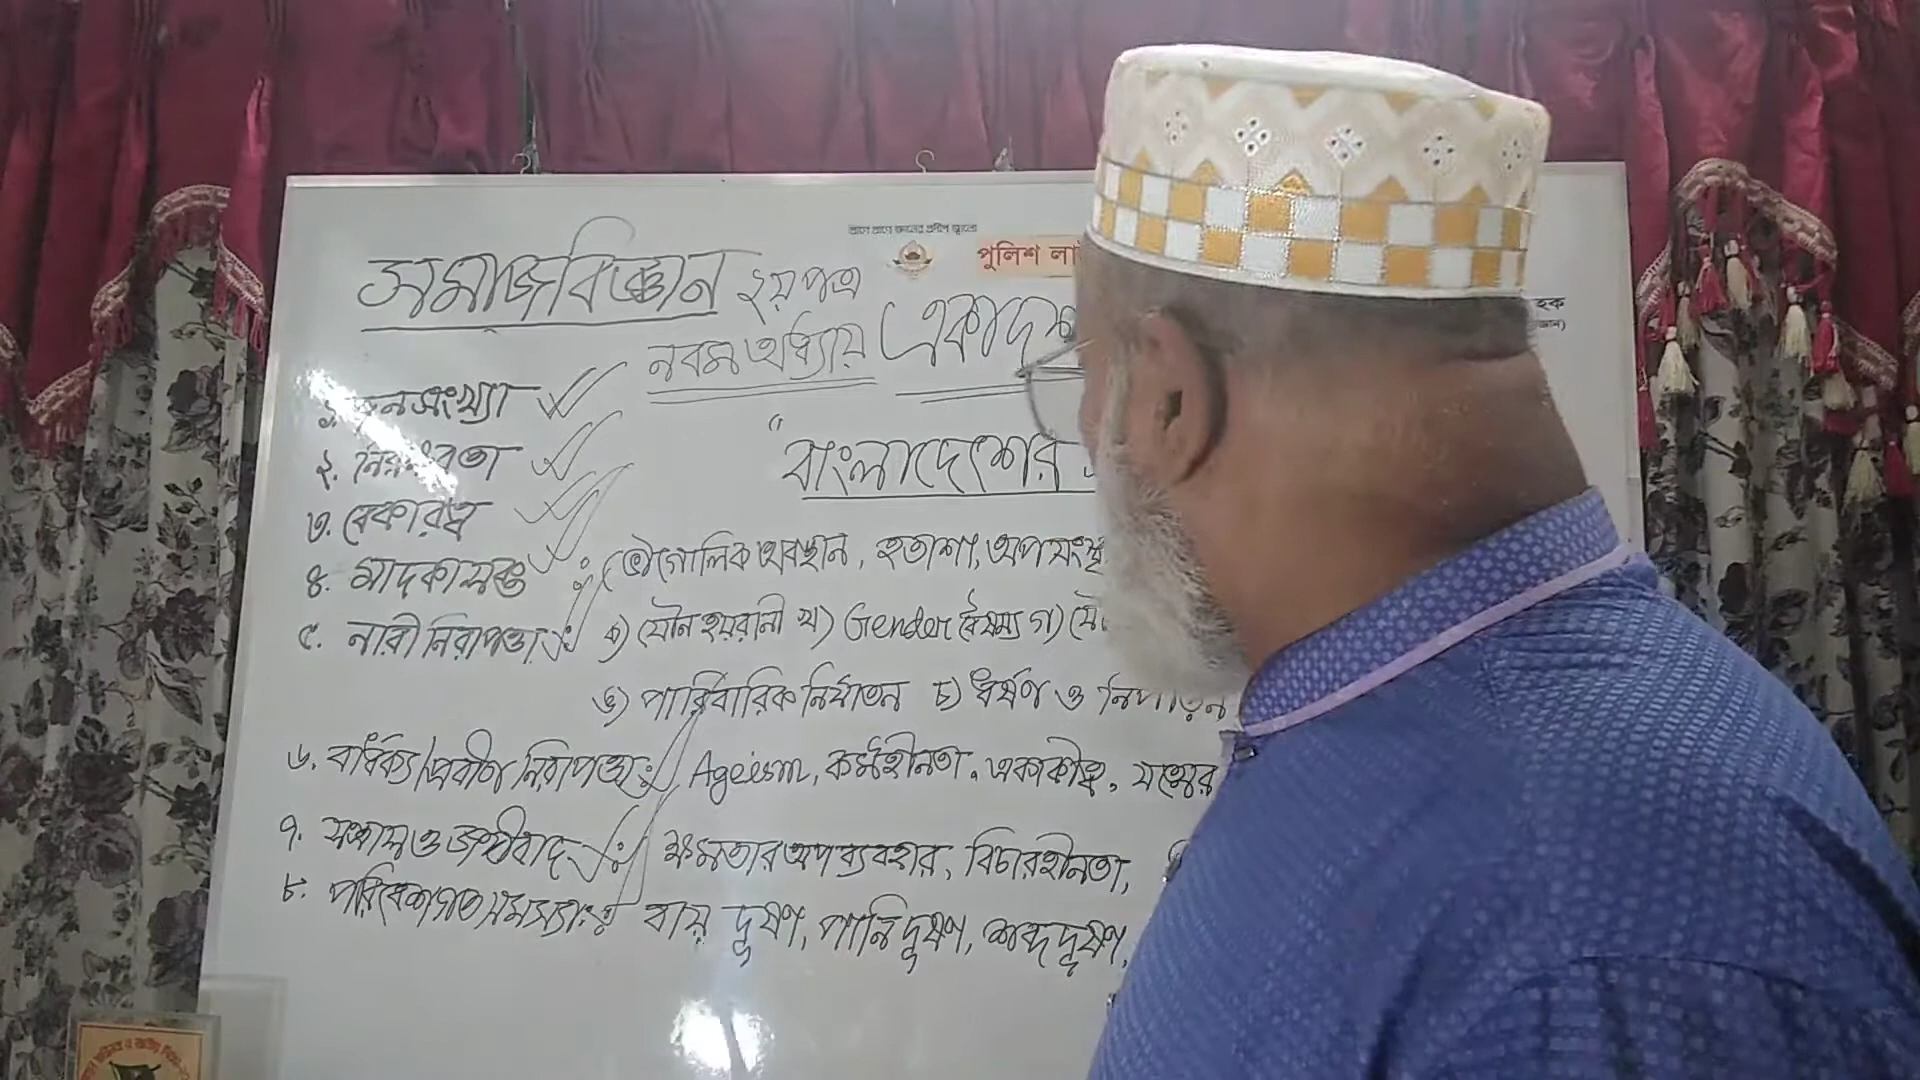 প্রাণে প্রাণে জ্ঞানের প্রদীপ জ্বালো
পুলিশ লা
হক
সমাজবিজ্ঞান ২য় পত্র
নবম অধ্যায় (একাদশ
"বাংলাদেশের
১. জনসংখ্যা
২. নিরক্ষরতা
৩. বেকারত্ব
৪. মাদকাসক্ত : ভৌগোলিক অবস্থান, হতাশা, অপসংস্কৃ
৫. নারী নিরাপত্তা : ক) যৌন হয়রানী খ) Gender বৈষম্য গ) যৌ
ঙ) পারিবারিক নির্যাতন চ) ধর্ষণ ও নিপীড়ন
৬. বার্ধক্য/প্রবীণ নিরাপত্তা : Ageism, কর্মহীনতা, একাকীত্ব, যত্নের
৭. সন্ত্রাস ও জঙ্গীবাদ : ক্ষমতার অপব্যবহার, বিচারহীনতা,
৮. পরিবেশগত সমস্যা : বায়ু দূষণ, পানি দূষণ, শব্দ দূষণ,